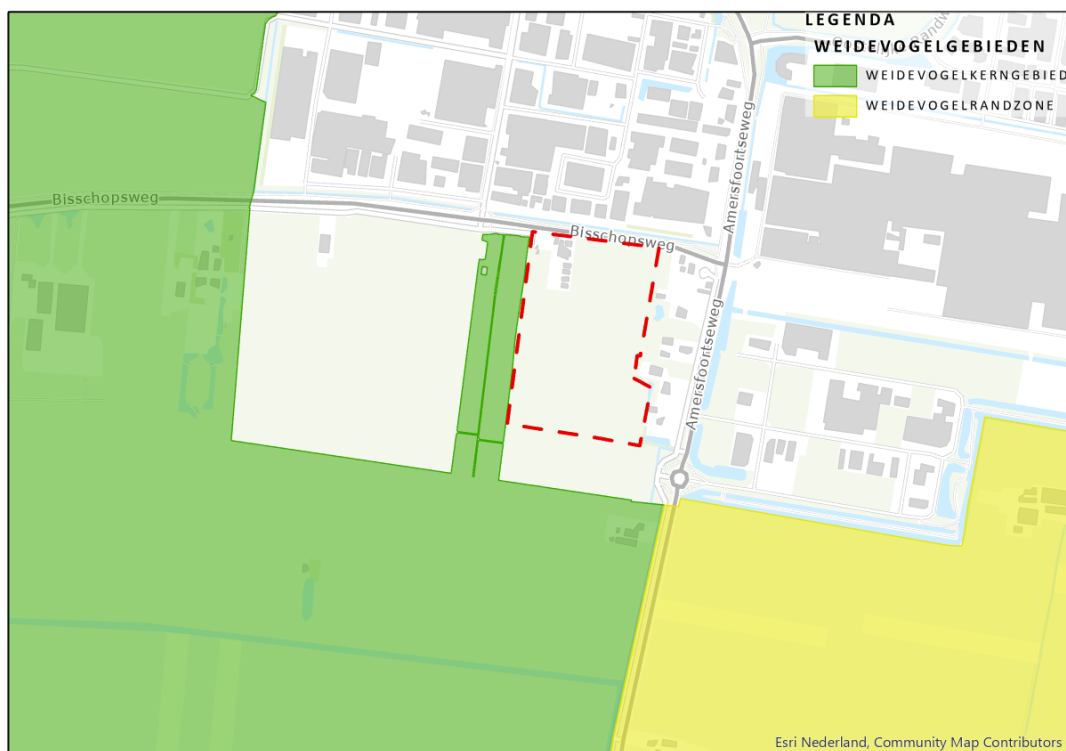 LEGENDA
WEIDEVOGELGEBIEDEN
WEIDEVOGELKERNGEBIED
WEIDEVOGELRANDZONE
Bisschopsweg
Bisschopsweg
Amersfoortseweg
Amersfoortseweg
Esri Nederland, Community Map Contributors